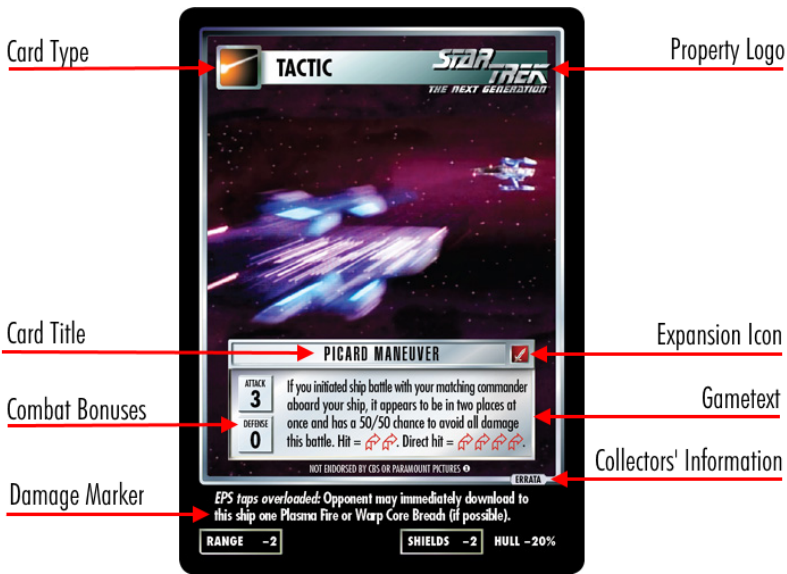 Card Type
TACTIC
STAR TREK
THE NEXT GENERATION
Property Logo
Card Title
PICARD MANEUVER
Expansion Icon
ATTACK
3
DEFENSE
0
If you initiated ship battle with your matching commander
aboard your ship, it appears to be in two places at
once and has a 50/50 chance to avoid all damage
this battle. Hit = . Direct hit = .
Combat Bonuses
Gametext
NOT ENDORSED BY CBS OR PARAMOUNT PICTURES
ERRATA
Collectors' Information
Damage Marker
EPS taps overloaded: Opponent may immediately download to
this ship one Plasma Fire or Warp Core Breach (if possible).
RANGE -2
SHIELDS -2
HULL -20%